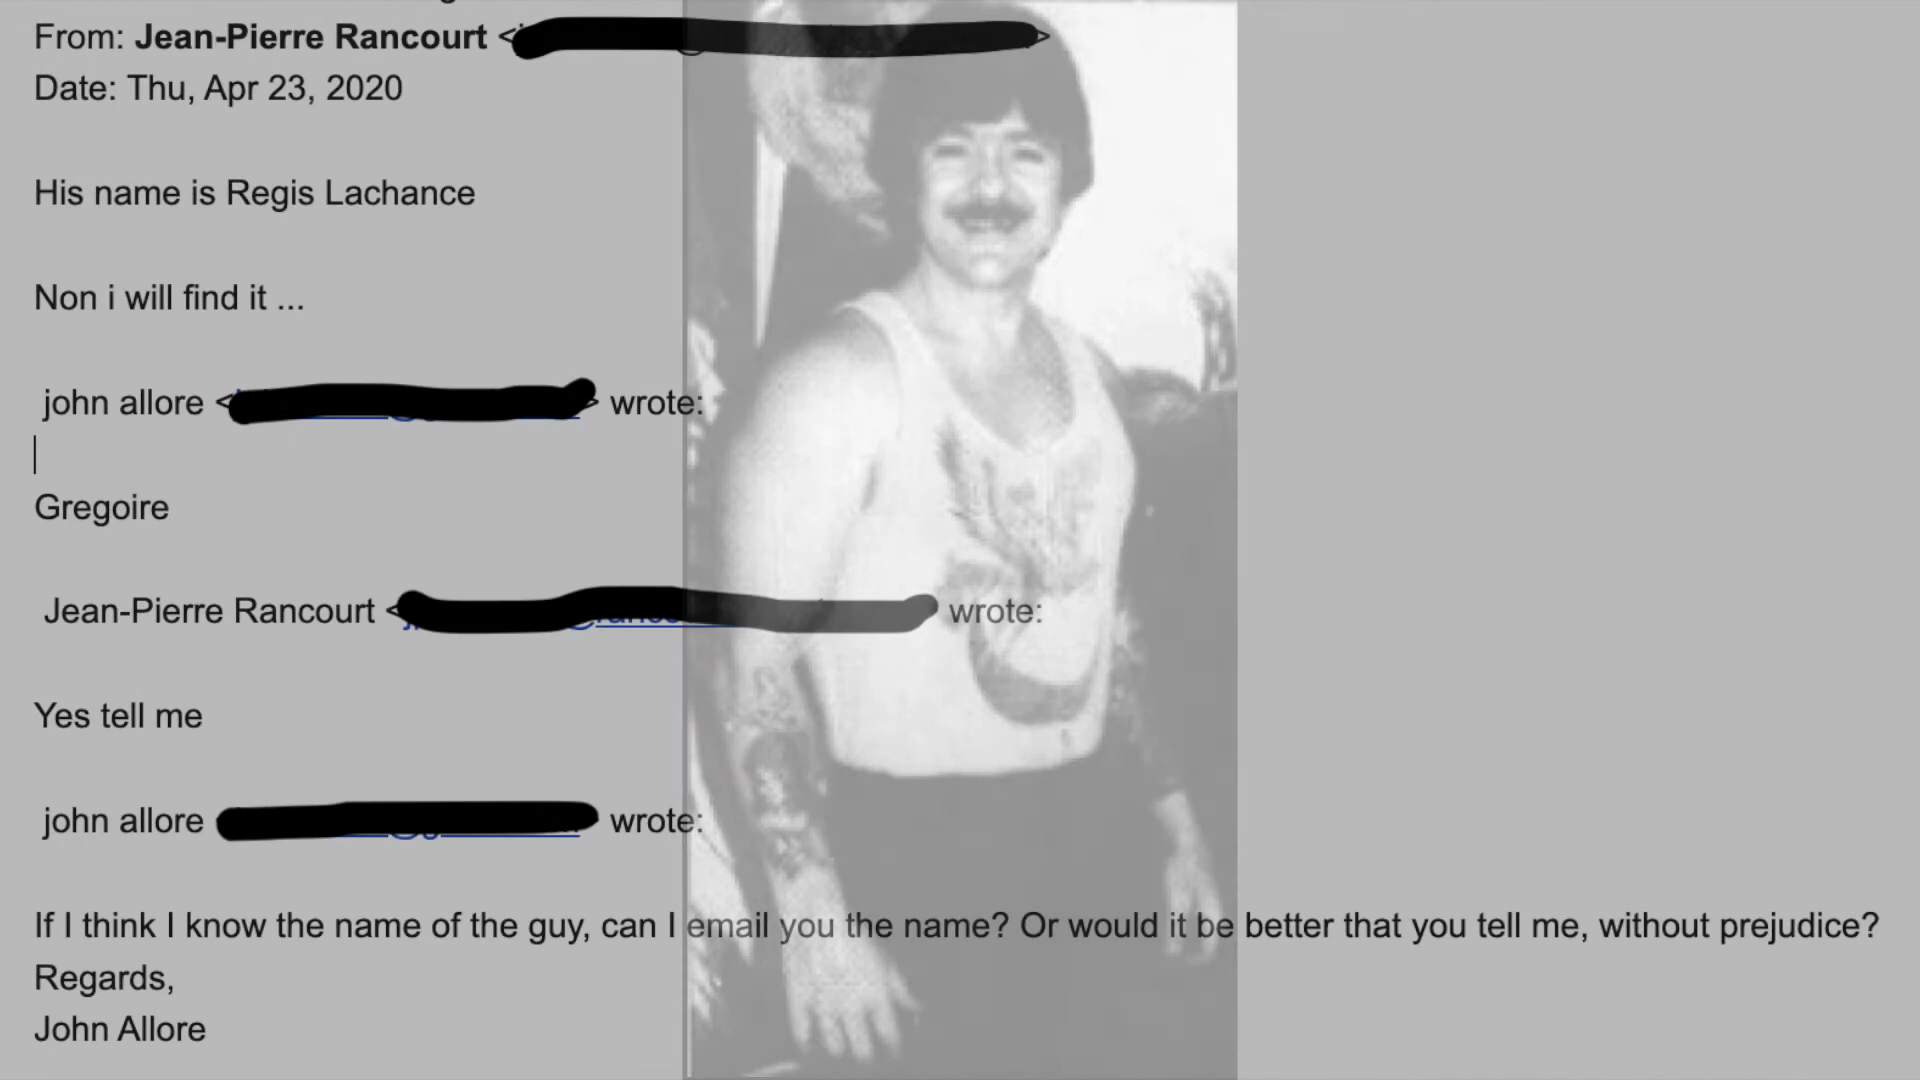 From: Jean-Pierre Rancourt <
>
Date: Thu, Apr 23, 2020
His name is Regis Lachance
Non i will find it ...
john allore < > wrote:
Gregoire
Jean-Pierre Rancourt < wrote:
Yes tell me
john allore wrote:
If I think I know the name of the guy, can I email you the name? Or would it be better that you tell me, without prejudice?
Regards,
John Allore